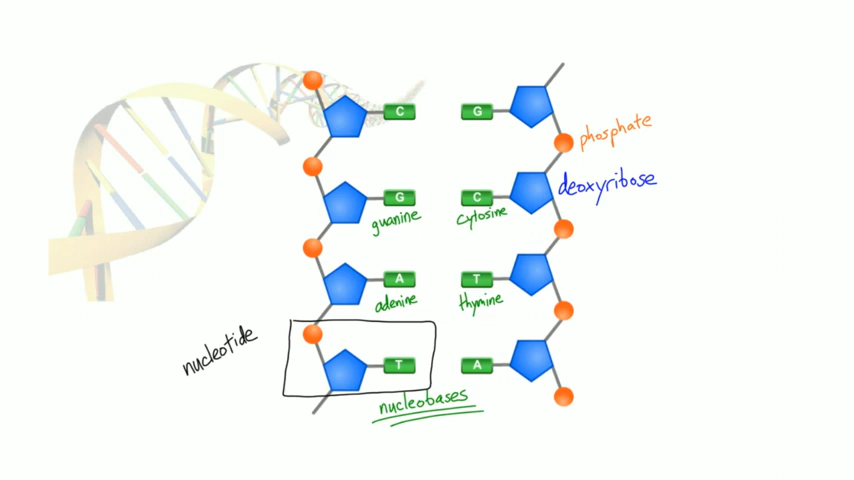 C G
phosphate
deoxyribose
G C
guanine cytosine
A T
adenine thymine
nucleotide
T A
nucleobases